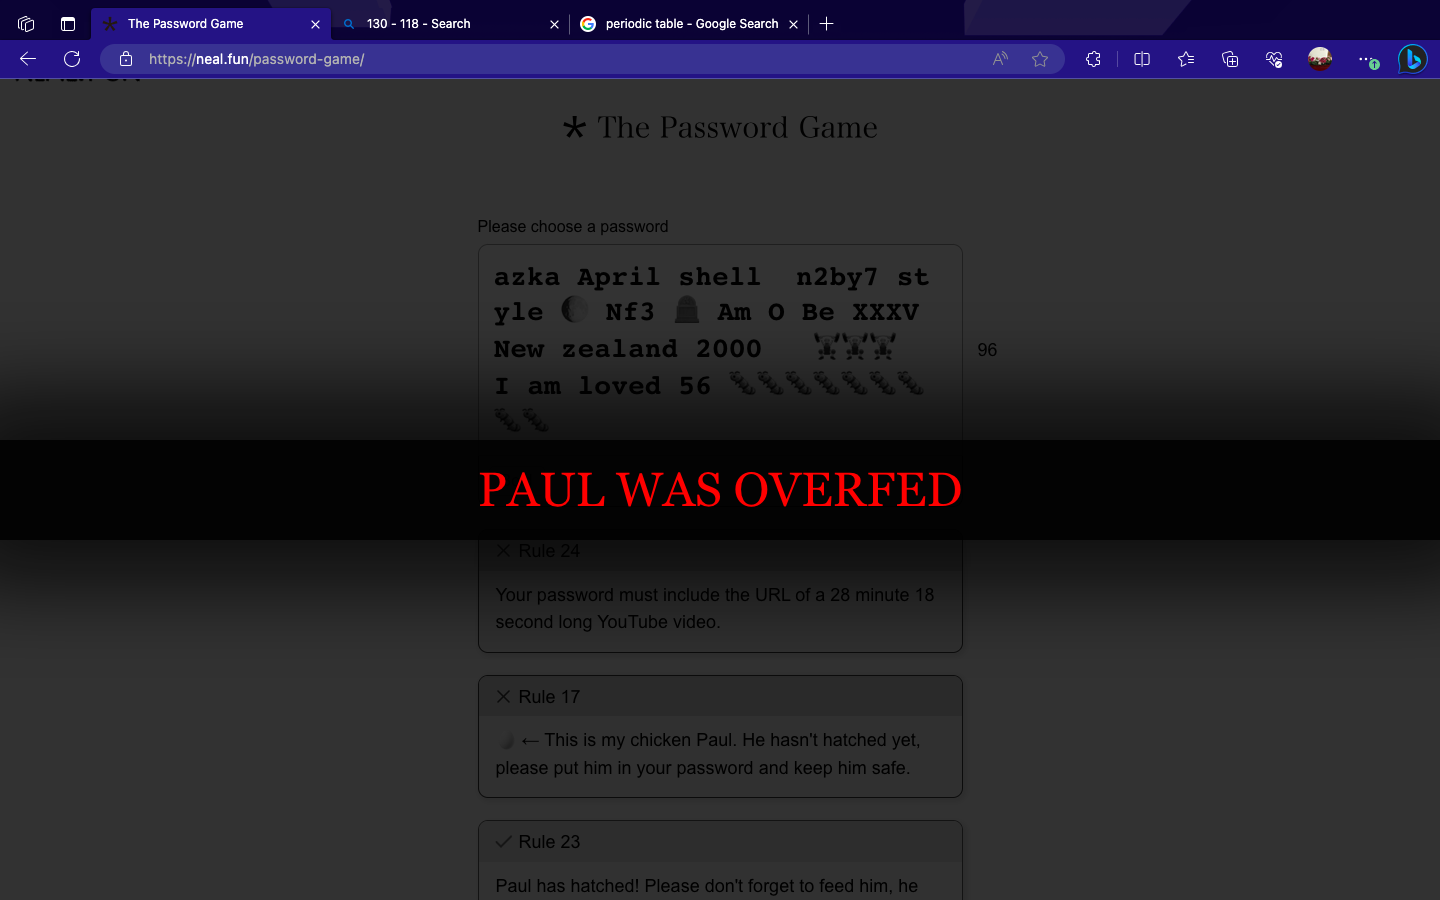 The Password Game
130 - 118 - Search
periodic table - Google Search
https://neal.fun/password-game/
* The Password Game
Please choose a password
azka April shell  n2by7 st
yle 🌓 Nf3 🪦 Am O Be XXXV
New zealand 2000   🏋️🏋️🏋️
I am loved 56 🐛🐛🐛🐛🐛🐛🐛
🐛🐛
96
PAUL WAS OVERFED
Rule 24
Your password must include the URL of a 28 minute 18
second long YouTube video.
Rule 17
🥚 ← This is my chicken Paul. He hasn't hatched yet,
please put him in your password and keep him safe.
Rule 23
Paul has hatched! Please don't forget to feed him, he